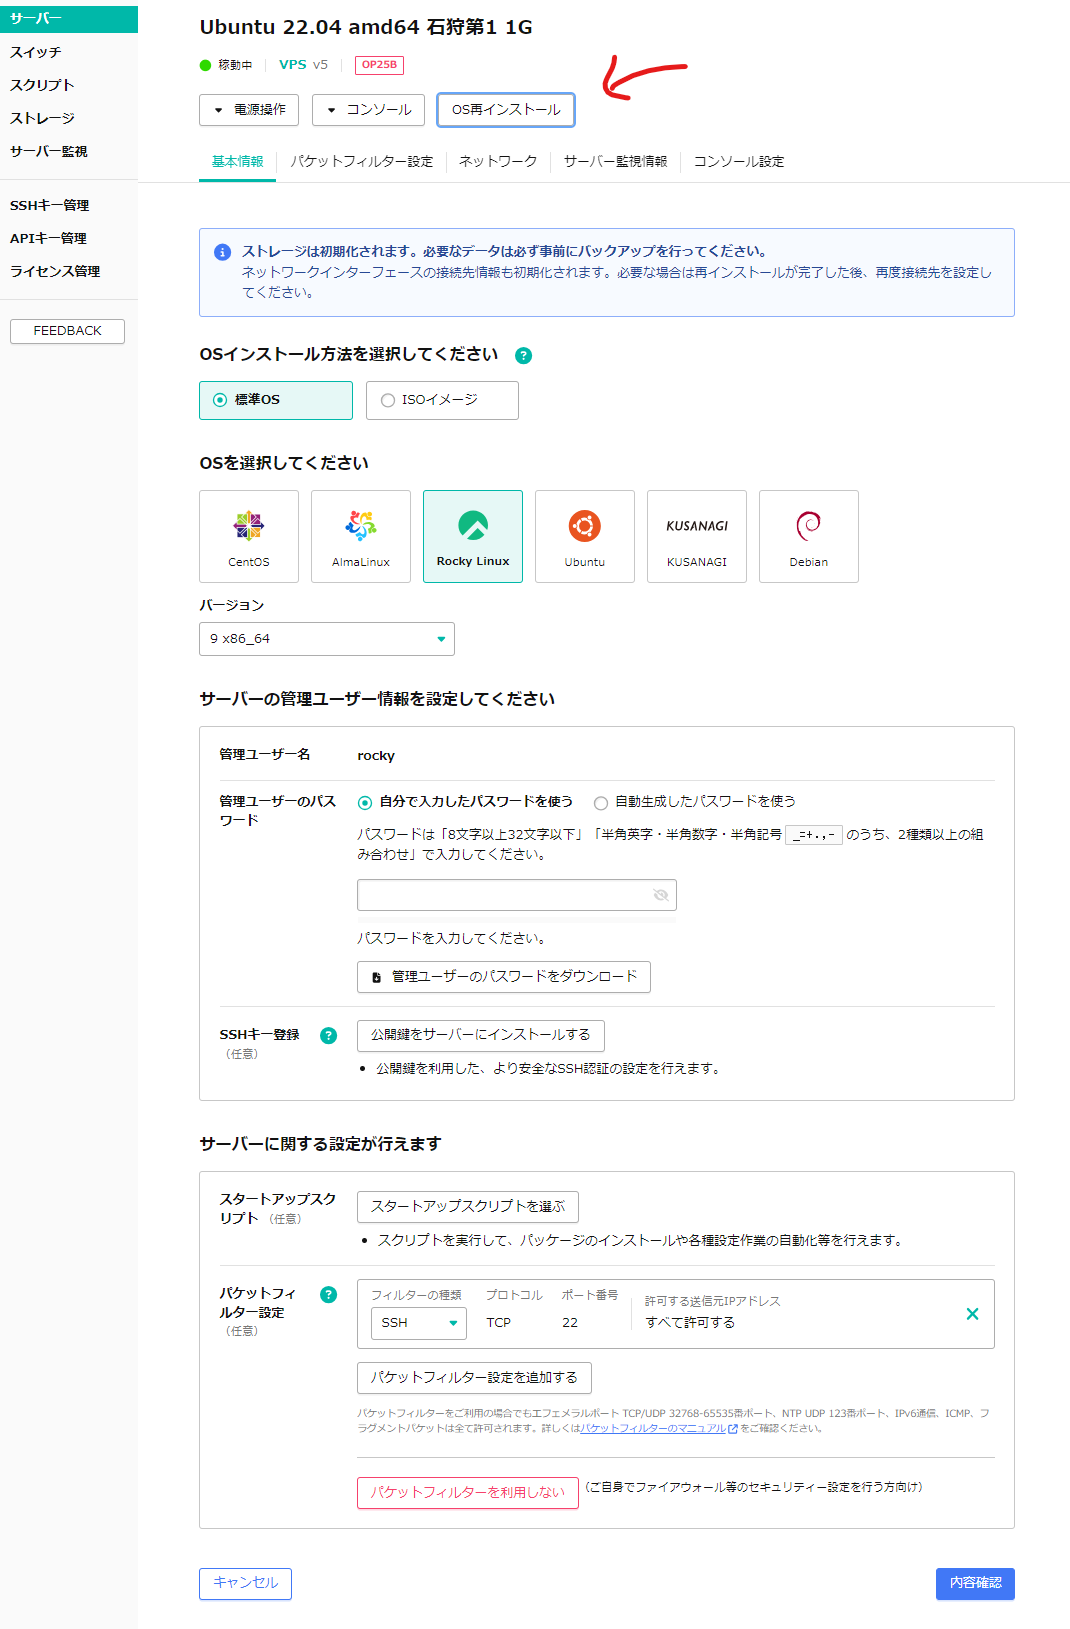 サーバー
スイッチ
スクリプト
ストレージ
サーバー監視
SSHキー管理
APIキー管理
ライセンス管理
FEEDBACK
Ubuntu 22.04 amd64 石狩第1 1G
稼動中 VPS v5 OP25B
電源操作 コンソール OS再インストール
基本情報 パケットフィルター設定 ネットワーク サーバー監視情報 コンソール設定
ストレージは初期化されます。必要なデータは必ず事前にバックアップを行ってください。
ネットワークインターフェースの接続先情報も初期化されます。必要な場合は再インストールが完了した後、再度接続先を設定し
てください。
OSインストール方法を選択してください ?
標準OS ISOイメージ
OSを選択してください
KUSANAGI
CentOS AlmaLinux Rocky Linux Ubuntu KUSANAGI Debian
バージョン
9 x86_64
サーバーの管理ユーザー情報を設定してください
管理ユーザー名 rocky
管理ユーザーのパス
ワード
自分で入力したパスワードを使う 自動生成したパスワードを使う
パスワードは「8文字以上32文字以下」「半角英字・半角数字・半角記号 _=+.,- のうち、2種類以上の組
み合わせ」で入力してください。
パスワードを入力してください。
管理ユーザーのパスワードをダウンロード
SSHキー登録 ? 公開鍵をサーバーにインストールする
（任意）
• 公開鍵を利用した、より安全なSSH認証の設定を行えます。
サーバーに関する設定が行えます
スタートアップスク
リプト （任意）
スタートアップスクリプトを選ぶ
• スクリプトを実行して、パッケージのインストールや各種設定作業の自動化等を行えます。
パケットフィ
ルター設定
（任意）
?
フィルターの種類 プロトコル ポート番号 許可する送信元IPアドレス
SSH TCP 22 すべて許可する
パケットフィルター設定を追加する
パケットフィルターをご利用の場合でもエフェメラルポート TCP/UDP 32768-65535番ポート、NTP UDP 123番ポート、IPv6通信、ICMP、フ
ラグメントパケットは全て許可されます。詳しくはパケットフィルターのマニュアル をご確認ください。
パケットフィルターを利用しない （ご自身でファイアウォール等のセキュリティー設定を行う方向け）
キャンセル 内容確認